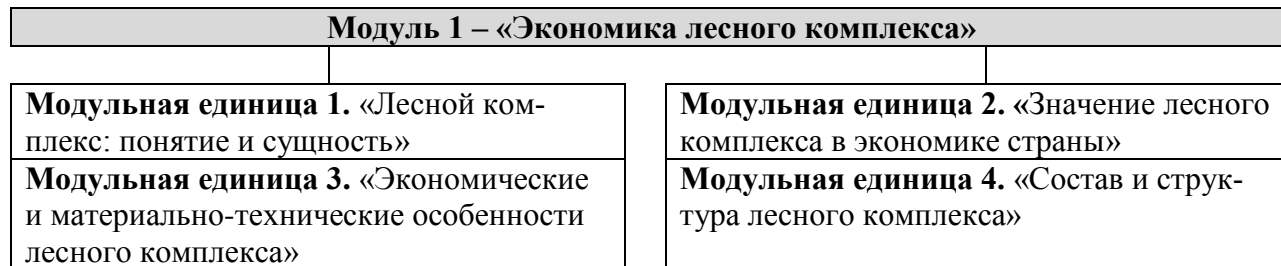 Модуль 1 – «Экономика лесного комплекса»
Модульная единица 1. «Лесной ком-
плекс: понятие и сущность»
Модульная единица 2. «Значение лесного
комплекса в экономике страны»
Модульная единица 3. «Экономические
и материально-технические особенности
лесного комплекса»
Модульная единица 4. «Состав и струк-
тура лесного комплекса»